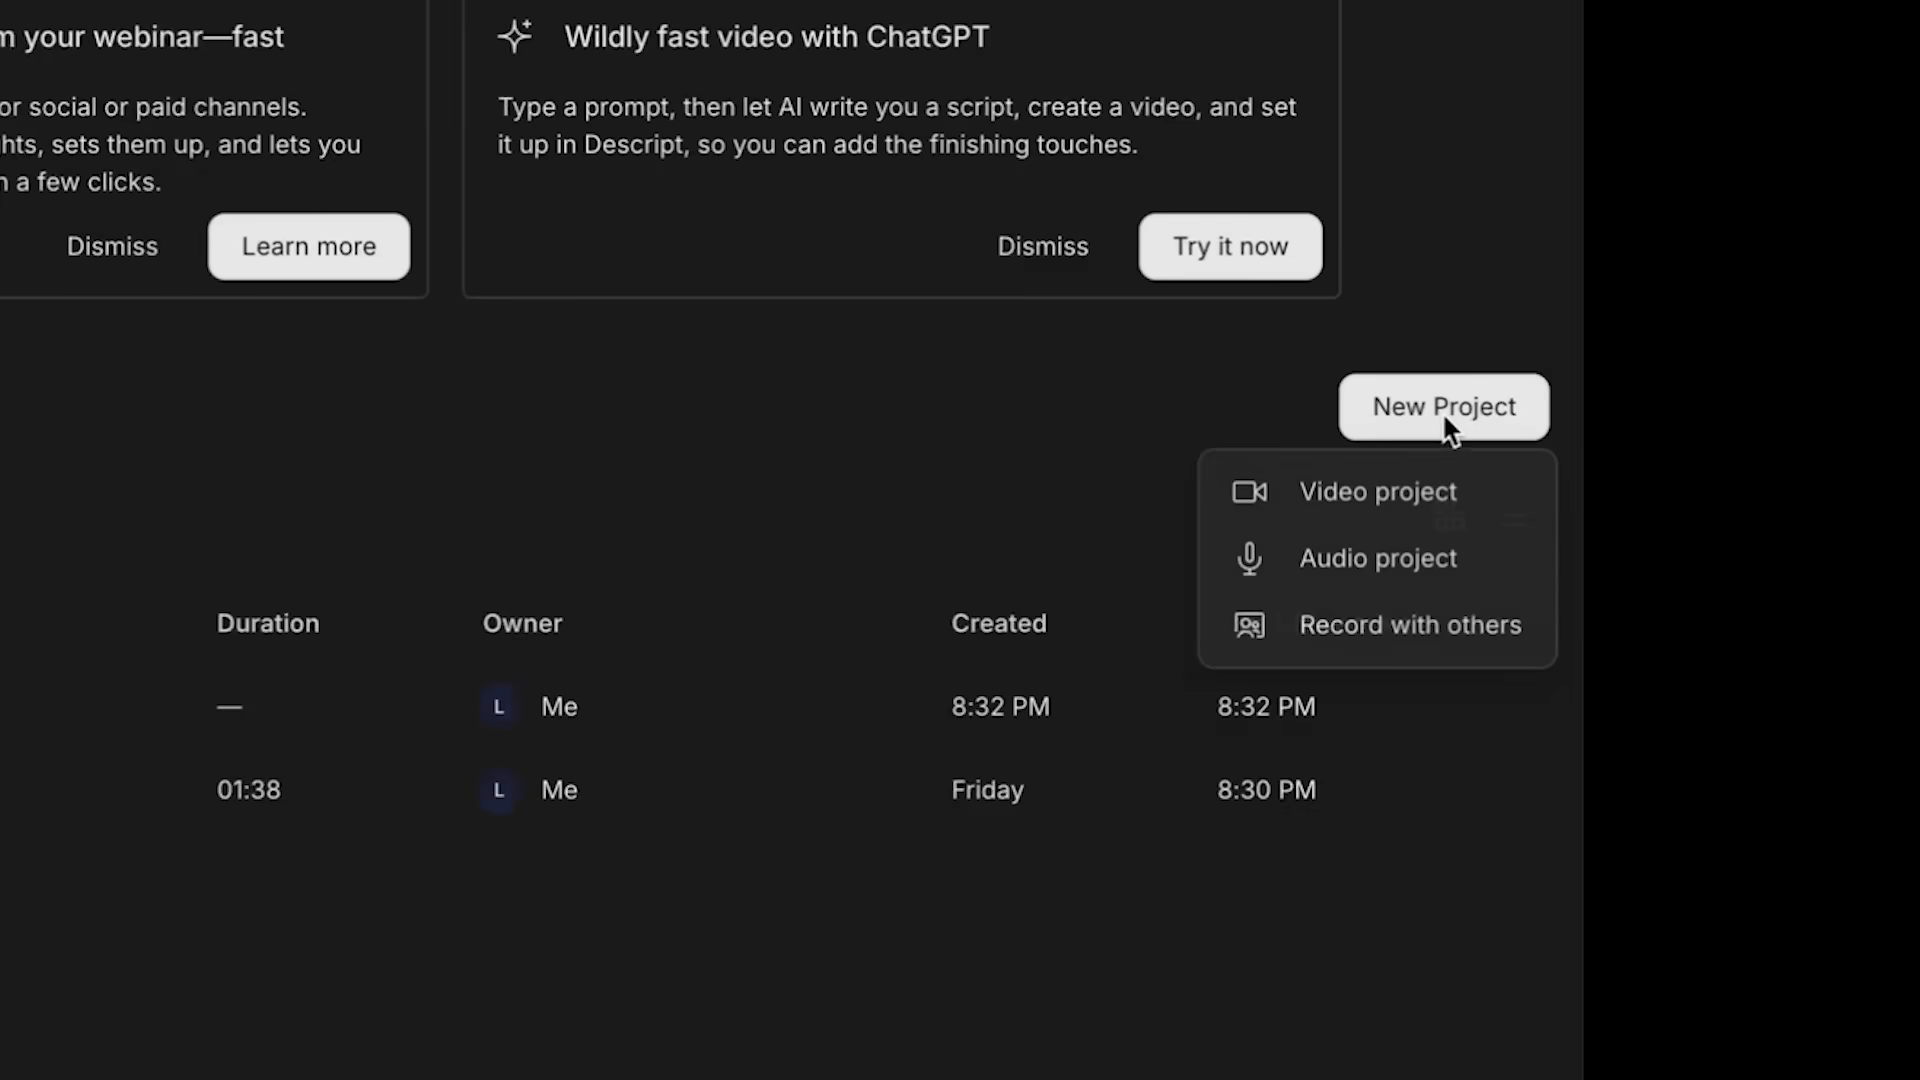 m your webinar—fast
or social or paid channels.
hts, sets them up, and lets you
n a few clicks.
Dismiss
Learn more
Wildly fast video with ChatGPT
Type a prompt, then let AI write you a script, create a video, and set
it up in Descript, so you can add the finishing touches.
Dismiss
Try it now
New Project
Video project
Audio project
Record with others
Duration Owner Created
— L Me 8:32 PM 8:32 PM
01:38 L Me Friday 8:30 PM